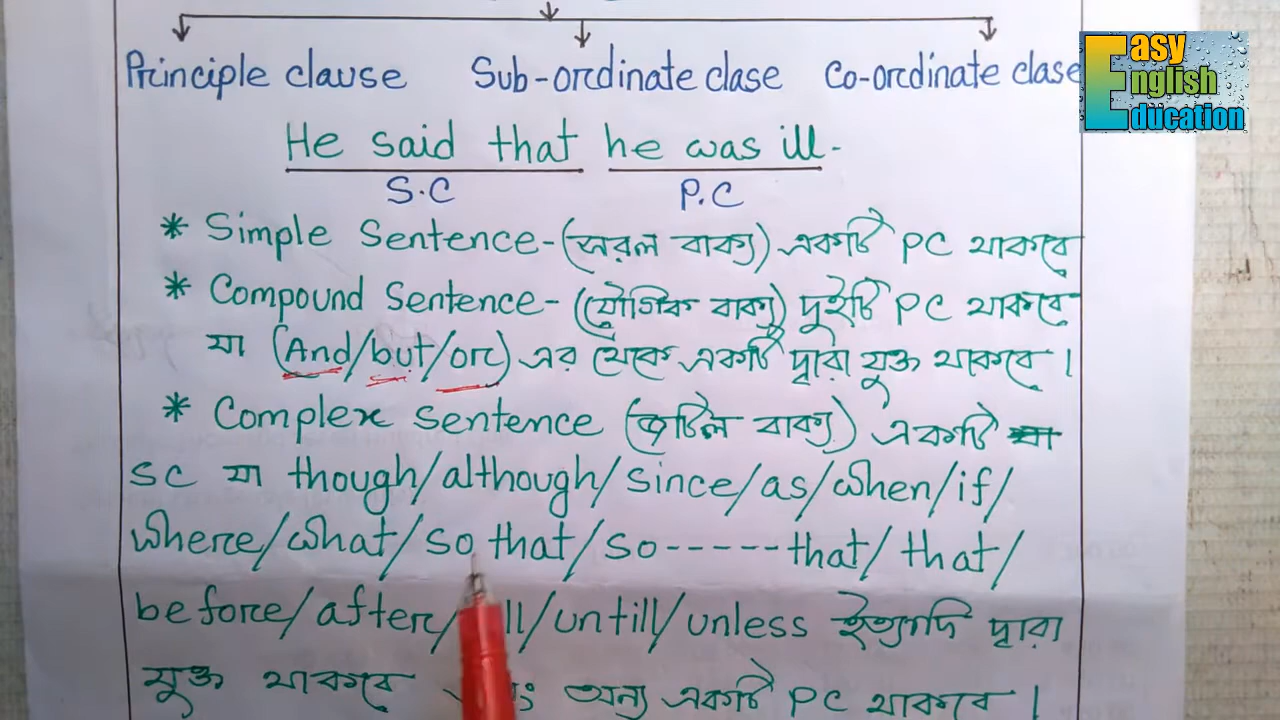 Principle clause Sub-ordinate clase Co-ordinate clase
Easy English Education
He said that he was ill.
S.C P.C
* Simple Sentence- (সরল বাক্য) একটি PC থাকবে
* Compound Sentence- (যৌগিক বাক্য) দুইটি PC থাকবে
যা (And/but/or) এর থেকে একটি দ্বারা যুক্ত থাকবে।
* Complex Sentence (জটিল বাক্য) একটি
SC যা though/although/since/as/when/if/
where/what/so that/so-----that/that/
before/after/ /untill/unless ইত্যাদি দ্বারা
যুক্ত থাকবে অন্য একটি PC থাকবে।